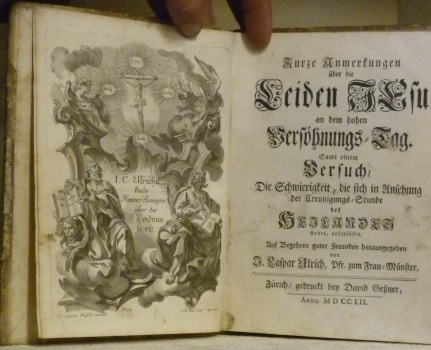 I. C. Ulrichs
Kurze
Anmerkungen
über die
Leiden
IESU
Kurze Anmerkungen
über die
Leiden JEsu
an dem hohen
Versöhnungs-Tag.
Samt einem
Versuch/
Die Schwierigkeit, die sich in Ansehung
der Creuzigungs-Stunde
des
HEILANDES
findet, aufzulösen.
Auf Begehren guter Freunden herausgegeben
von
J. Caspar Ulrich, Pfr. zum Frau-Münster.
Zürich/ gedruckt bey David Geßner,
ANNO MDCCLII.